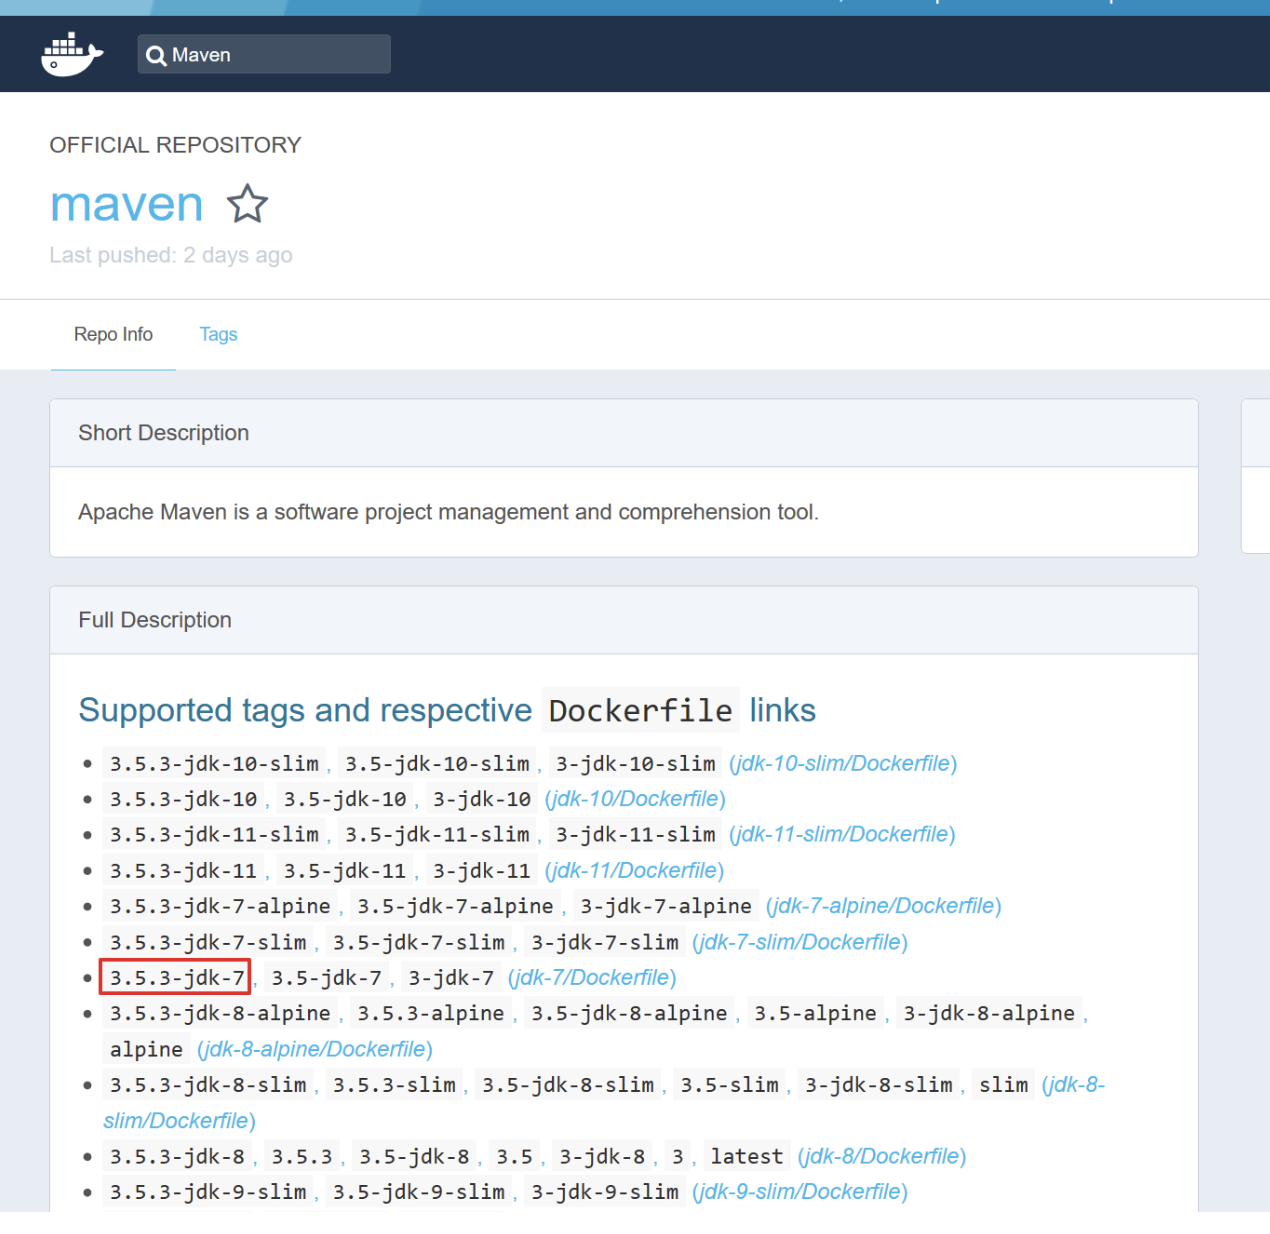 Maven
OFFICIAL REPOSITORY
maven
Last pushed: 2 days ago
Repo Info Tags
Short Description
Apache Maven is a software project management and comprehension tool.
Full Description
Supported tags and respective Dockerfile links
3.5.3-jdk-10-slim, 3.5-jdk-10-slim, 3-jdk-10-slim (jdk-10-slim/Dockerfile)
3.5.3-jdk-10, 3.5-jdk-10, 3-jdk-10 (jdk-10/Dockerfile)
3.5.3-jdk-11-slim, 3.5-jdk-11-slim, 3-jdk-11-slim (jdk-11-slim/Dockerfile)
3.5.3-jdk-11, 3.5-jdk-11, 3-jdk-11 (jdk-11/Dockerfile)
3.5.3-jdk-7-alpine, 3.5-jdk-7-alpine, 3-jdk-7-alpine (jdk-7-alpine/Dockerfile)
3.5.3-jdk-7-slim, 3.5-jdk-7-slim, 3-jdk-7-slim (jdk-7-slim/Dockerfile)
3.5.3-jdk-7, 3.5-jdk-7, 3-jdk-7 (jdk-7/Dockerfile)
3.5.3-jdk-8-alpine, 3.5.3-alpine, 3.5-jdk-8-alpine, 3.5-alpine, 3-jdk-8-alpine,
alpine (jdk-8-alpine/Dockerfile)
3.5.3-jdk-8-slim, 3.5.3-slim, 3.5-jdk-8-slim, 3.5-slim, 3-jdk-8-slim, slim (jdk-8-
slim/Dockerfile)
3.5.3-jdk-8, 3.5.3, 3.5-jdk-8, 3.5, 3-jdk-8, 3, latest (jdk-8/Dockerfile)
3.5.3-jdk-9-slim, 3.5-jdk-9-slim, 3-jdk-9-slim (jdk-9-slim/Dockerfile)